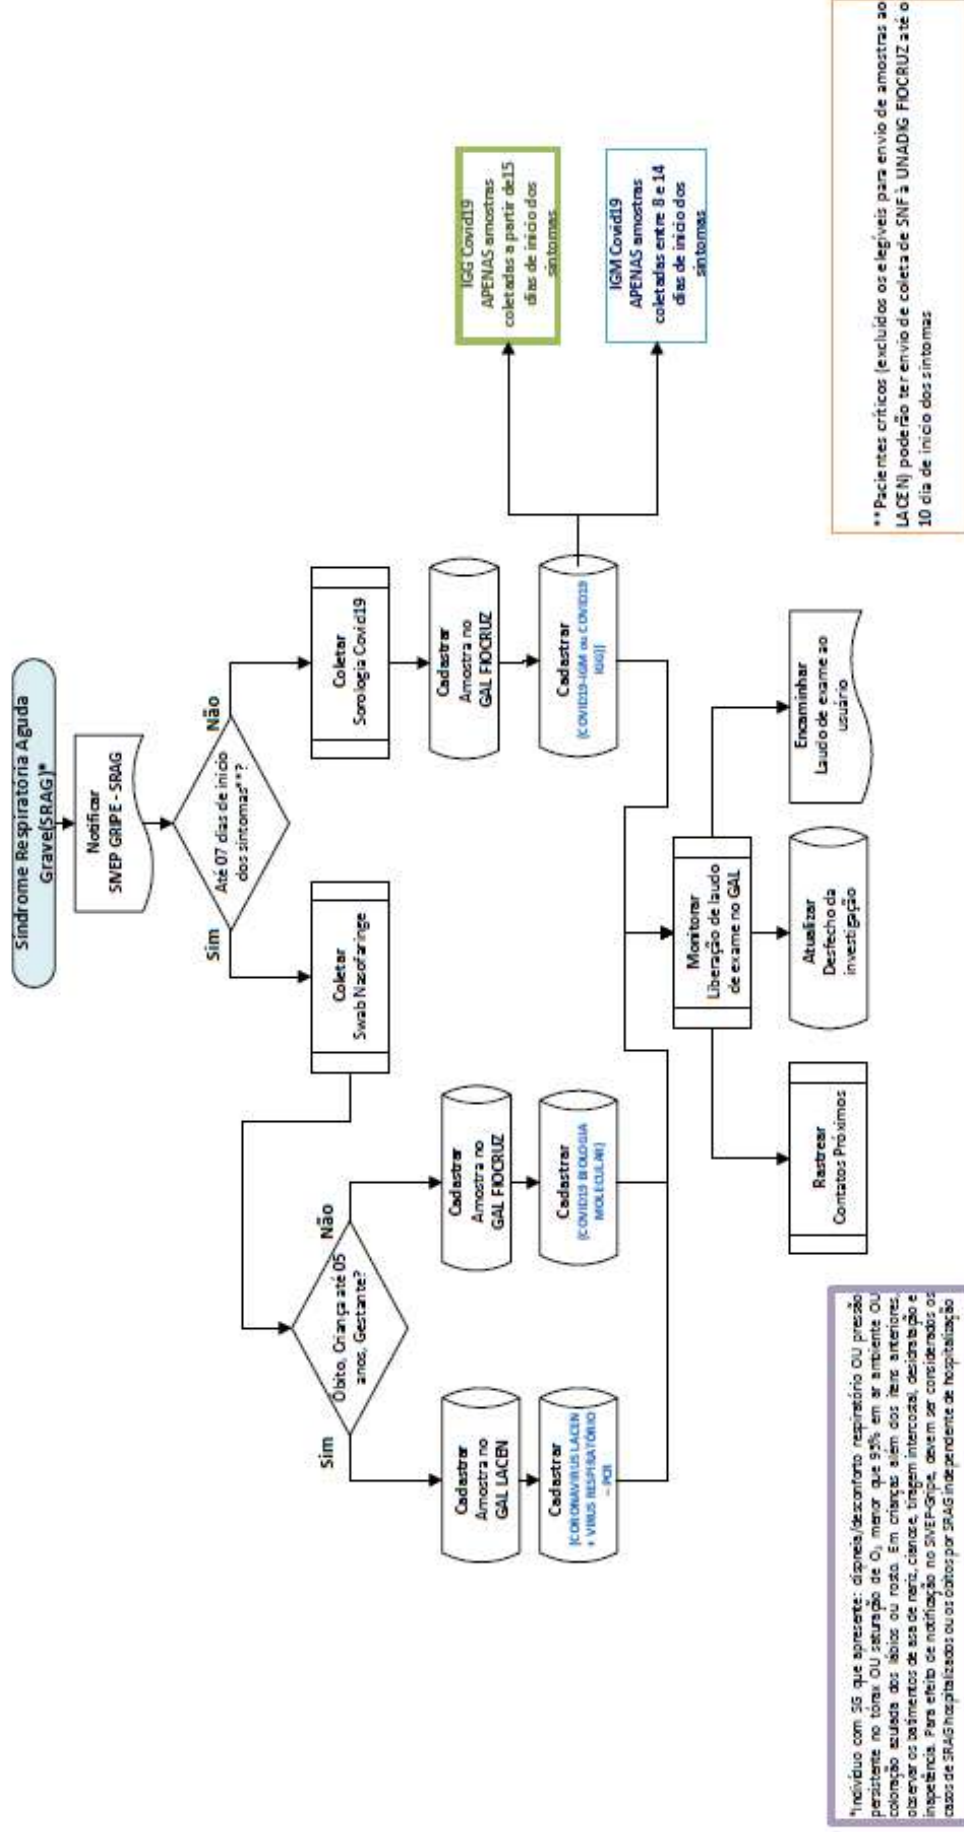 Síndrome Respiratória Aguda
Grave(SRAG)*
Notificar
SIVEP GRIPE - SRAG
Até 07 dias de início
dos sintomas**?
Sim
Não
Coletar
Swab Nasofaringe
Coletar
Sorologia Covid19
Óbito, Criança até 05
anos, Gestante?
Sim
Não
Cadastrar
Amostra no
GAL LACEN
Cadastrar
Amostra no
GAL FIOCRUZ
Cadastrar
Amostra no
GAL FIOCRUZ
Cadastrar
[CORONAVIRUS LACEN
+ VIRUS RESPIRATÓRIO
– PCR
Cadastrar
[COVID19 BIOLOGIA
MOLECULAR]
Cadastrar
(COVID19-IGM ou COVID19
IGG)]
IGG Covid19
APENAS amostras
coletadas a partir de15
dias de início dos
sintomas
IGM Covid19
APENAS amostras
coletadas entre 8 e 14
dias de início dos
sintomas
Monitorar
Liberação de laudo
de exame no GAL
Rastrear
Contatos Próximos
Atualizar
Desfecho da
investigação
Encaminhar
Laudo de exame ao
usuário
*Indivíduo com SG que apresente: dispneia/desconforto respiratório OU pressão
persistente no tórax OU saturação de O₂ menor que 95% em ar ambiente OU
coloração azulada dos lábios ou rosto. Em crianças além dos itens anteriores,
observar os batimentos de asa de nariz, cianose, tiragem intercostal, desidratação e
inapetência. Para efeito de notificação no SIVEP-Gripe, devem ser considerados os
casos de SRAG hospitalizados ou os óbitos por SRAG independente de hospitalização
**Pacientes críticos (excluídos os elegíveis para envio de amostras ao
LACEN) poderão ter envio de coleta de SNF à UNADIG FIOCRUZ até o
10 dia de início dos sintomas